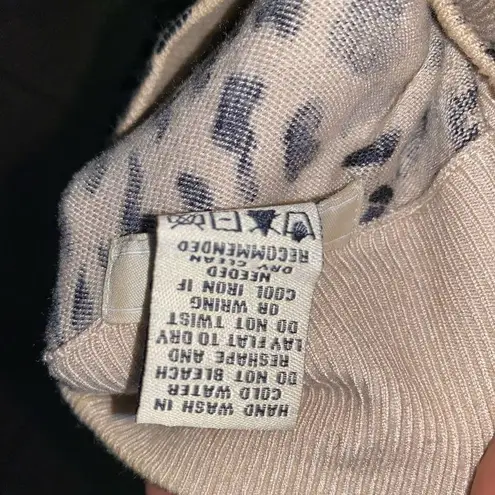 HAND WASH IN
COLD WATER
DO NOT BLEACH
RESHAPE AND
LAY FLAT TO DRY
DO NOT TWIST
OR WRING
COOL IRON IF
NEEDED
DRY CLEAN
RECOMMENDED